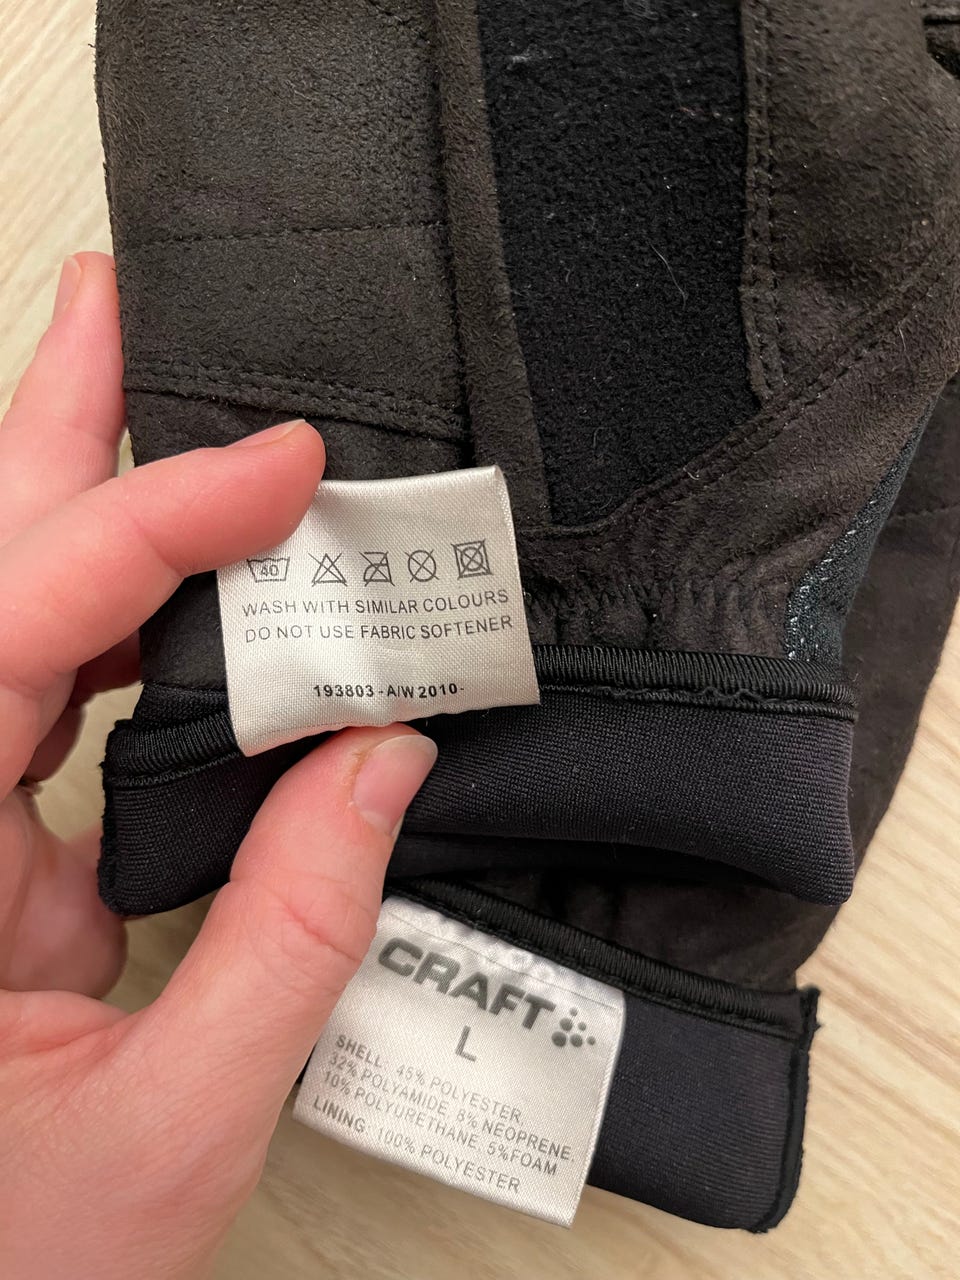 40
WASH WITH SIMILAR COLOURS
DO NOT USE FABRIC SOFTENER
193803-A/W2010-
CRAFT
L
SHELL: 45% POLYESTER,
32% POLYAMIDE, 8% NEOPRENE,
10% POLYURETHANE, 5%FOAM
LINING: 100% POLYESTER